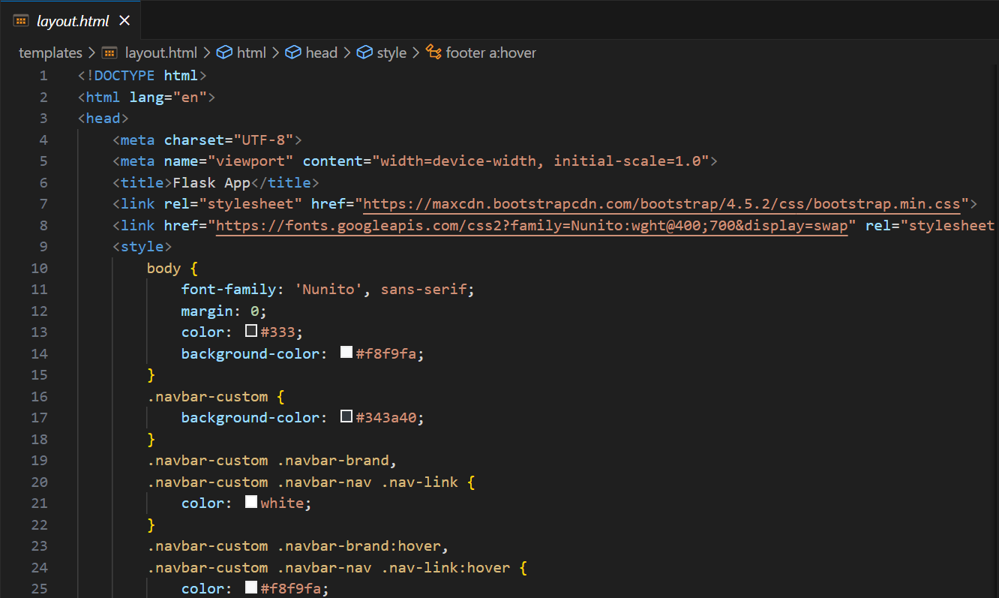 layout.html
templates > layout.html > html > head > style > footer a:hover
1 <!DOCTYPE html>
2 <html lang="en">
3 <head>
4 <meta charset="UTF-8">
5 <meta name="viewport" content="width=device-width, initial-scale=1.0">
6 <title>Flask App</title>
7 <link rel="stylesheet" href="https://maxcdn.bootstrapcdn.com/bootstrap/4.5.2/css/bootstrap.min.css">
8 <link href="https://fonts.googleapis.com/css2?family=Nunito:wght@400;700&display=swap" rel="stylesheet
9 <style>
10 body {
11 font-family: 'Nunito', sans-serif;
12 margin: 0;
13 color: #333;
14 background-color: #f8f9fa;
15 }
16 .navbar-custom {
17 background-color: #343a40;
18 }
19 .navbar-custom .navbar-brand,
20 .navbar-custom .navbar-nav .nav-link {
21 color: white;
22 }
23 .navbar-custom .navbar-brand:hover,
24 .navbar-custom .navbar-nav .nav-link:hover {
25 color: #f8f9fa;